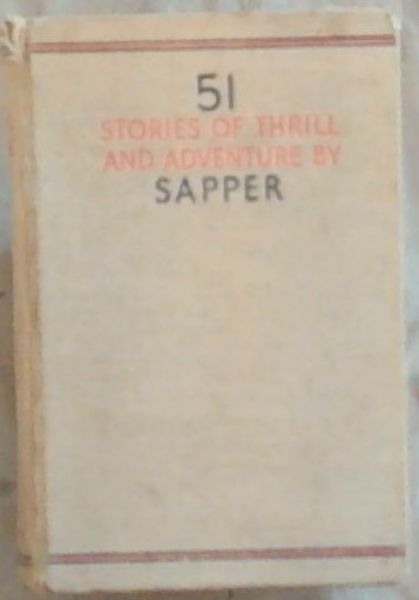 51
STORIES OF THRILL
AND ADVENTURE BY
SAPPER